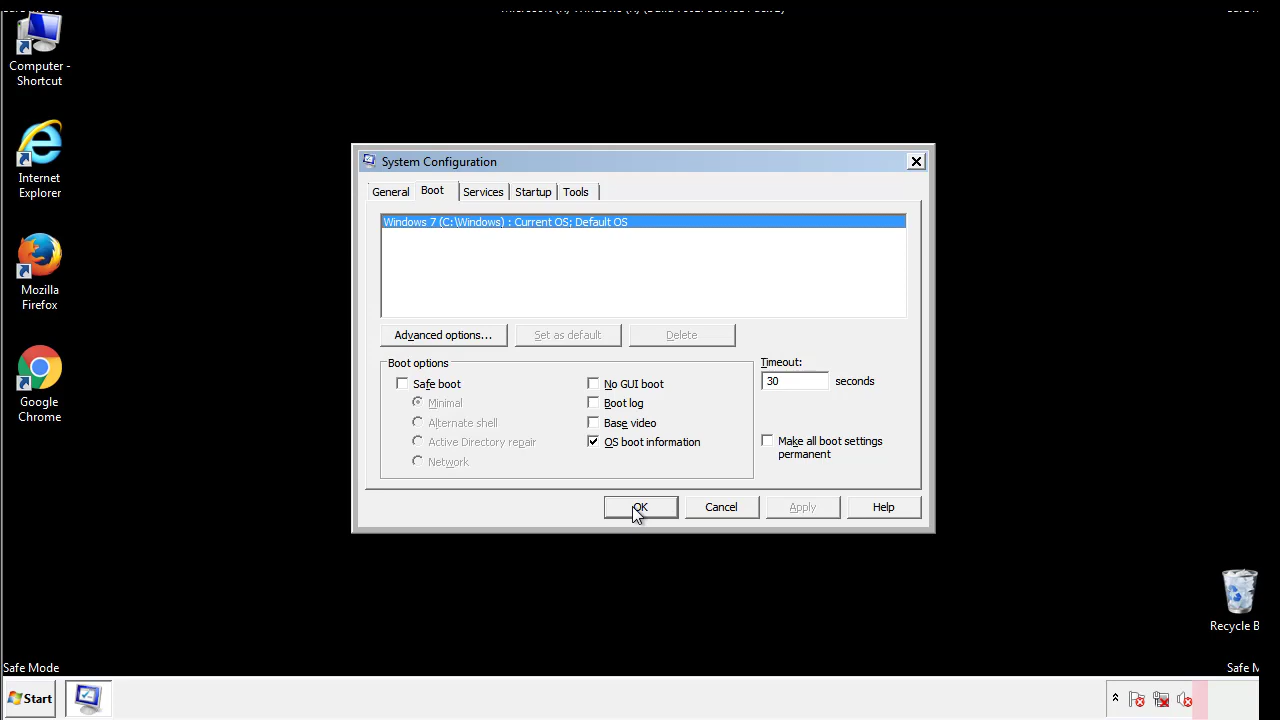 Computer -
Shortcut
Internet
Explorer
Mozilla
Firefox
Google
Chrome
System Configuration
General
Boot
Services
Startup
Tools
Windows 7 (C:\Windows) : Current OS; Default OS
Advanced options...
Set as default
Delete
Boot options
Safe boot
Minimal
Alternate shell
Active Directory repair
Network
No GUI boot
Boot log
Base video
OS boot information
Timeout:
30 seconds
Make all boot settings
permanent
OK
Cancel
Apply
Help
Recycle B
Safe Mode
Safe M
Start